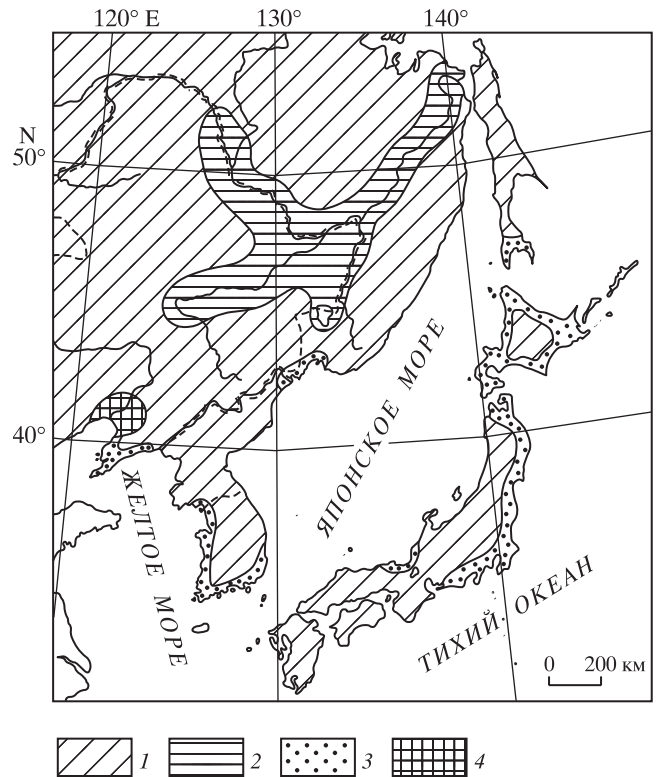 120° E 130° 140°
N
50°
40°
ЯПОНСКОЕ МОРЕ
ЖЕЛТОЕ МОРЕ
ТИХИЙ ОКЕАН
0 200 км
1 2 3 4